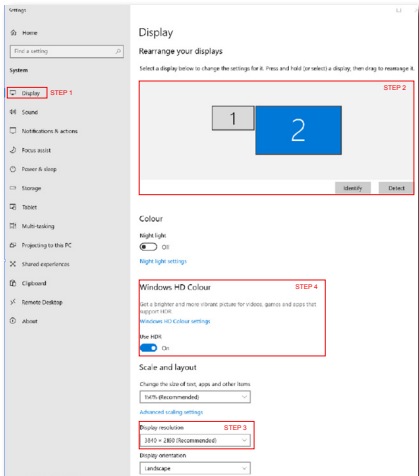 Settings
Home
Find a setting
System
Display STEP 1
Sound
Notifications & actions
Focus assist
Power & sleep
Storage
Tablet
Multi-tasking
Projecting to this PC
Shared experiences
Clipboard
Remote Desktop
About
Display
Rearrange your displays
Select a display below to change the settings for it. Press and hold (or select) a display, then drag to rearrange it.
STEP 2
1 2
Identify Detect
Colour
Night light
Off
Night light settings
Windows HD Colour STEP 4
Get a brighter and more vibrant picture for videos, games and apps that
support HDR.
Windows HD Colour settings
Use HDR
On
Scale and layout
Change the size of text, apps and other items
150% (Recommended)
Advanced scaling settings
Display resolution STEP 3
3840 × 2160 (Recommended)
Display orientation
Landscape